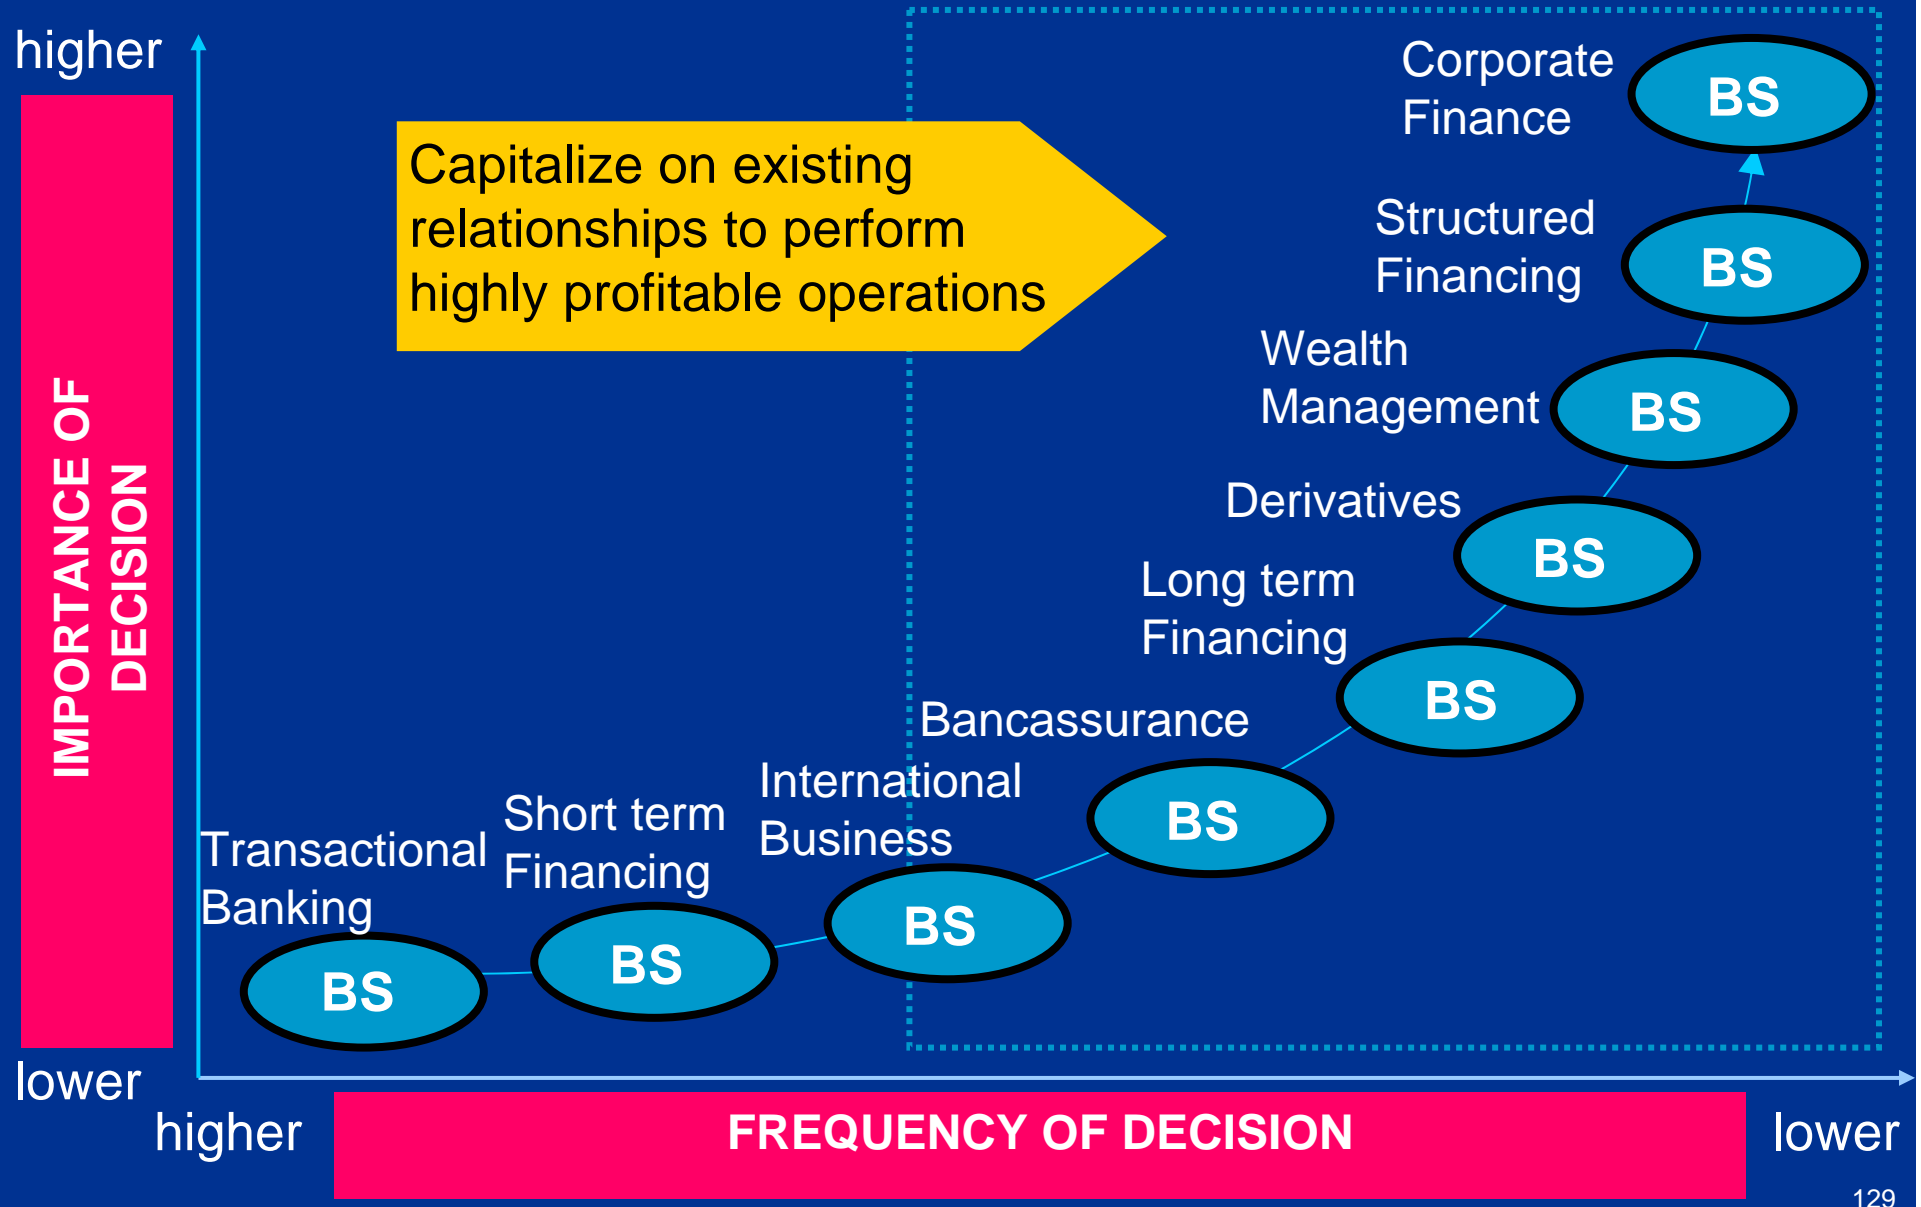 higher
Corporate
Finance
BS
Capitalize on existing
relationships to perform
highly profitable operations
Structured
Financing
BS
Wealth
Management
BS
Derivatives
BS
Long term
Financing
BS
Bancassurance
BS
International
Business
BS
Short term
Financing
BS
Transactional
Banking
BS
IMPORTANCE OF
DECISION
lower
higher
FREQUENCY OF DECISION
lower
129